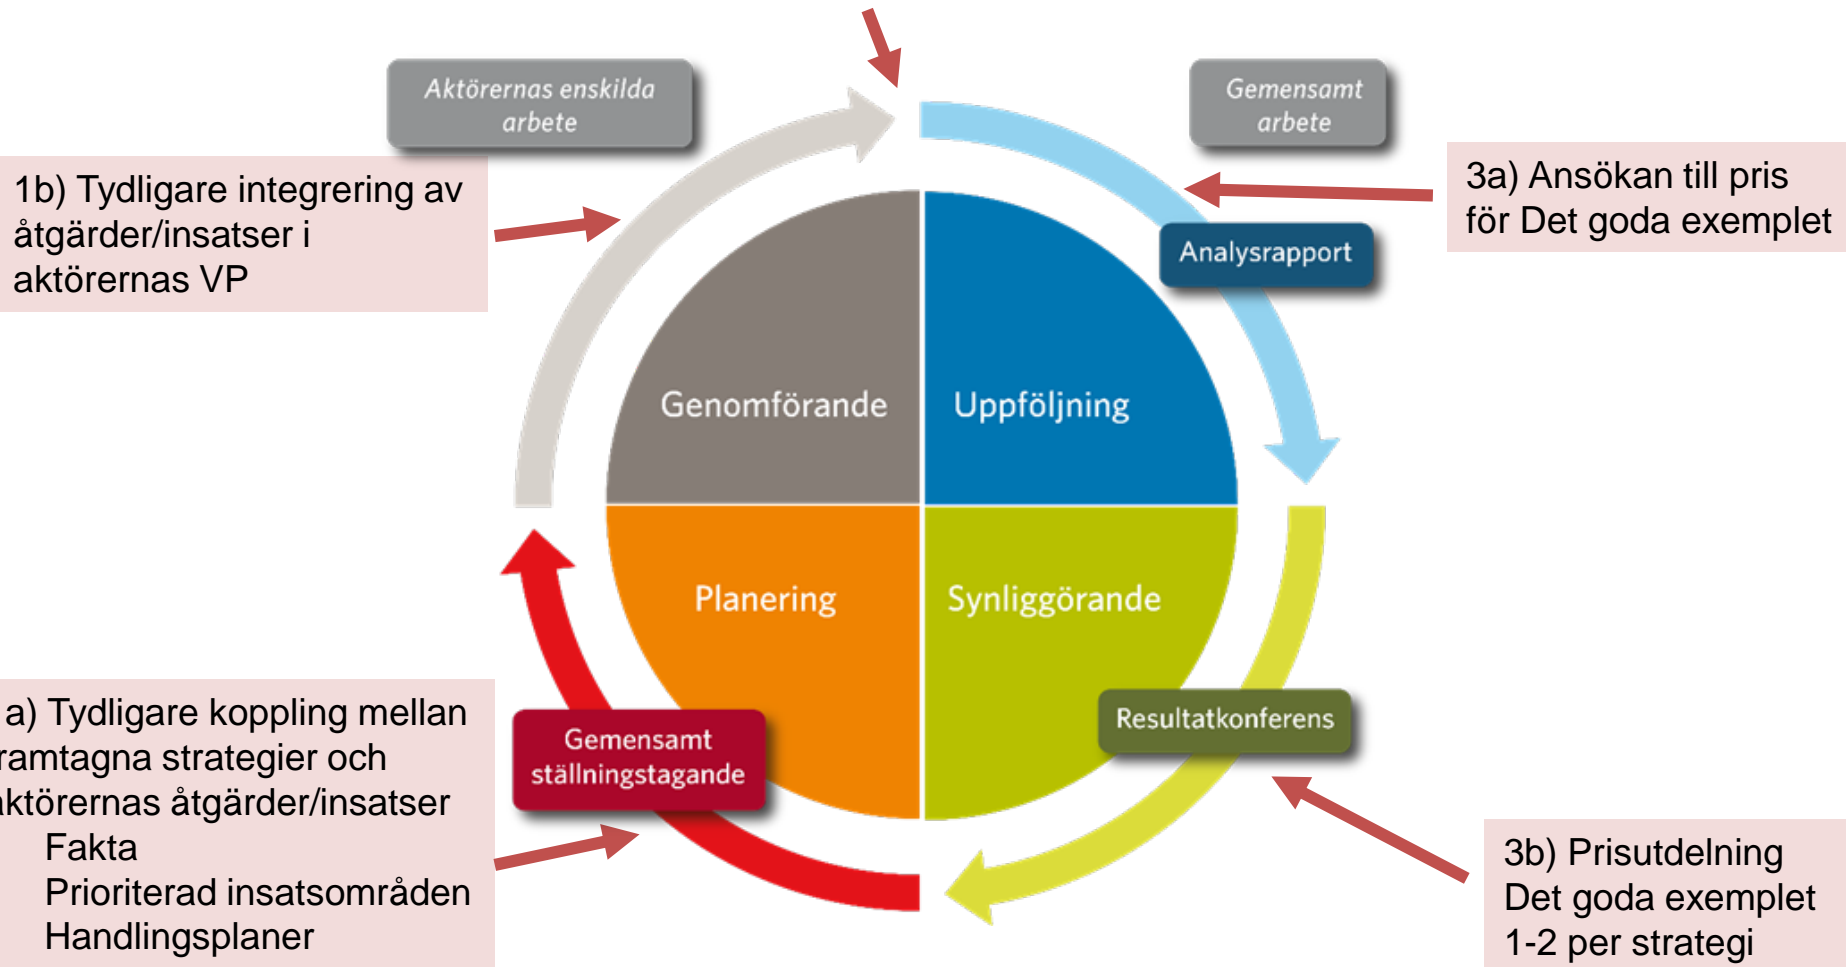 Aktörernas enskilda
arbete
Gemensamt
arbete
1b) Tydligare integrering av
åtgärder/insatser i
aktörernas VP
3a) Ansökan till pris
för Det goda exemplet
Analysrapport
Genomförande
Uppföljning
Planering
Synliggörande
a) Tydligare koppling mellan
ramtagna strategier och
aktörernas åtgärder/insatser
Fakta
Prioriterad insatsområden
Handlingsplaner
Gemensamt
ställningstagande
Resultatkonferens
3b) Prisutdelning
Det goda exemplet
1-2 per strategi